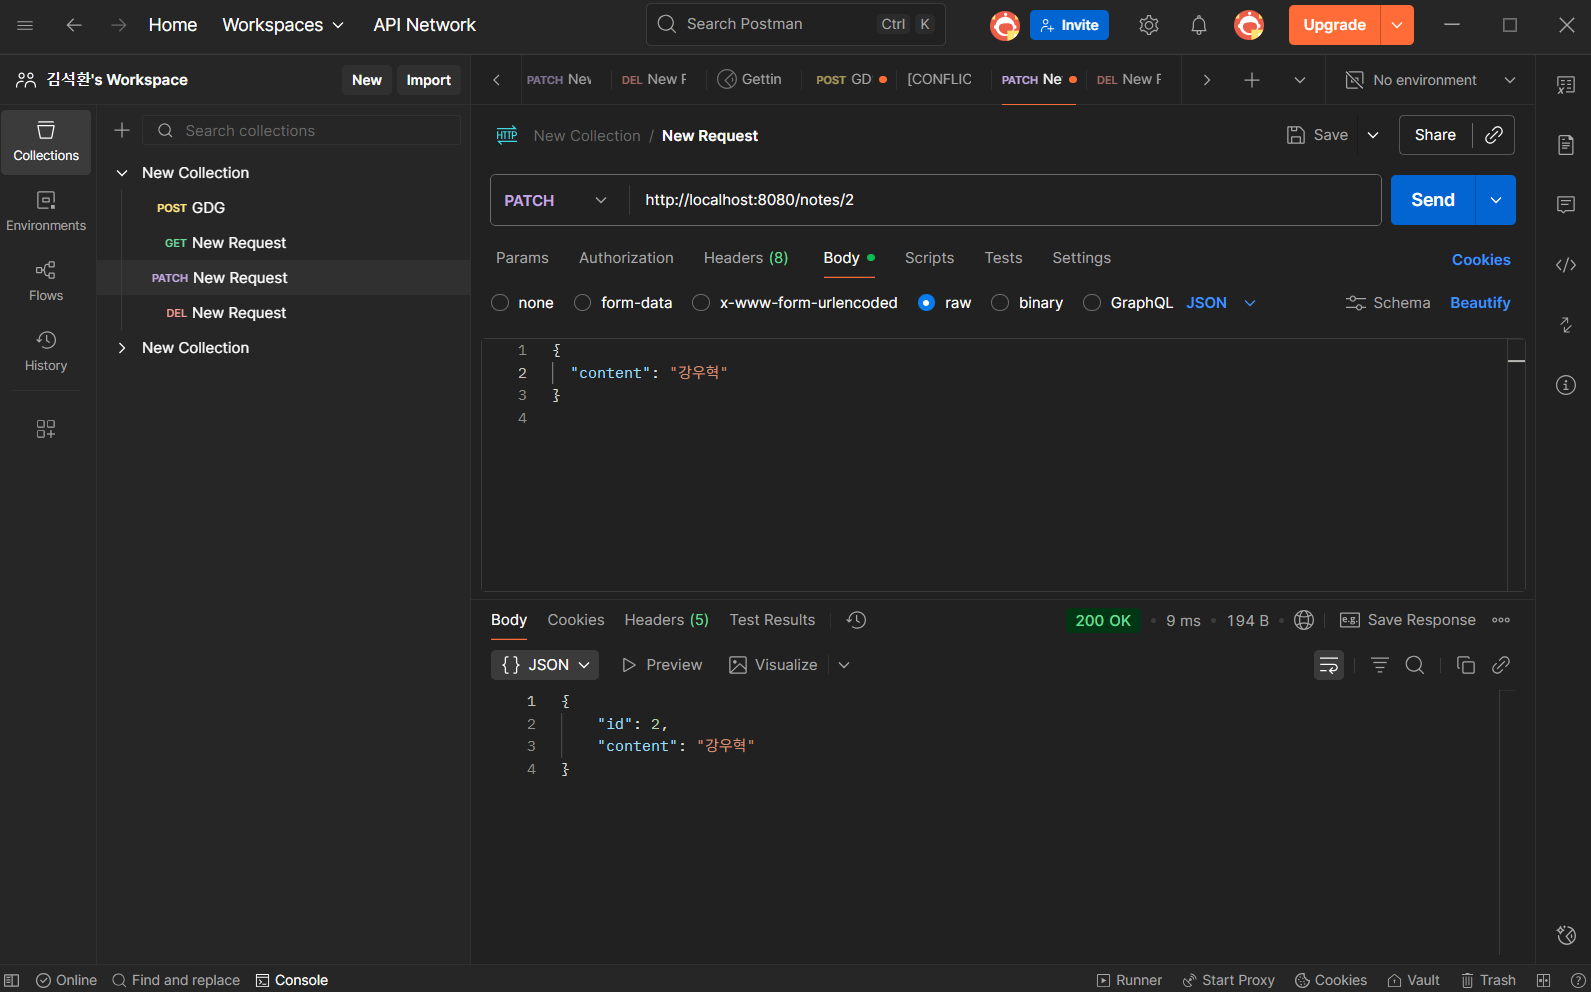 Home Workspaces API Network Search Postman Ctrl K Invite Upgrade
김석환's Workspace New Import PATCH Nev DEL New F Gettin POST GD [CONFLIC PATCH Ne DEL New F No environment
Collections
Environments
Flows
History
Search collections
New Collection
POST GDG
GET New Request
PATCH New Request
DEL New Request
New Collection
HTTP New Collection / New Request Save Share
PATCH http://localhost:8080/notes/2 Send
Params Authorization Headers (8) Body Scripts Tests Settings Cookies
none form-data x-www-form-urlencoded raw binary GraphQL JSON Schema Beautify
1 {
2 "content": "강우혁"
3 }
4
Body Cookies Headers (5) Test Results 200 OK • 9 ms • 194 B e.g. Save Response
{} JSON Preview Visualize
1 {
2 "id": 2,
3 "content": "강우혁"
4 }
Online Find and replace Console Runner Start Proxy Cookies Vault Trash